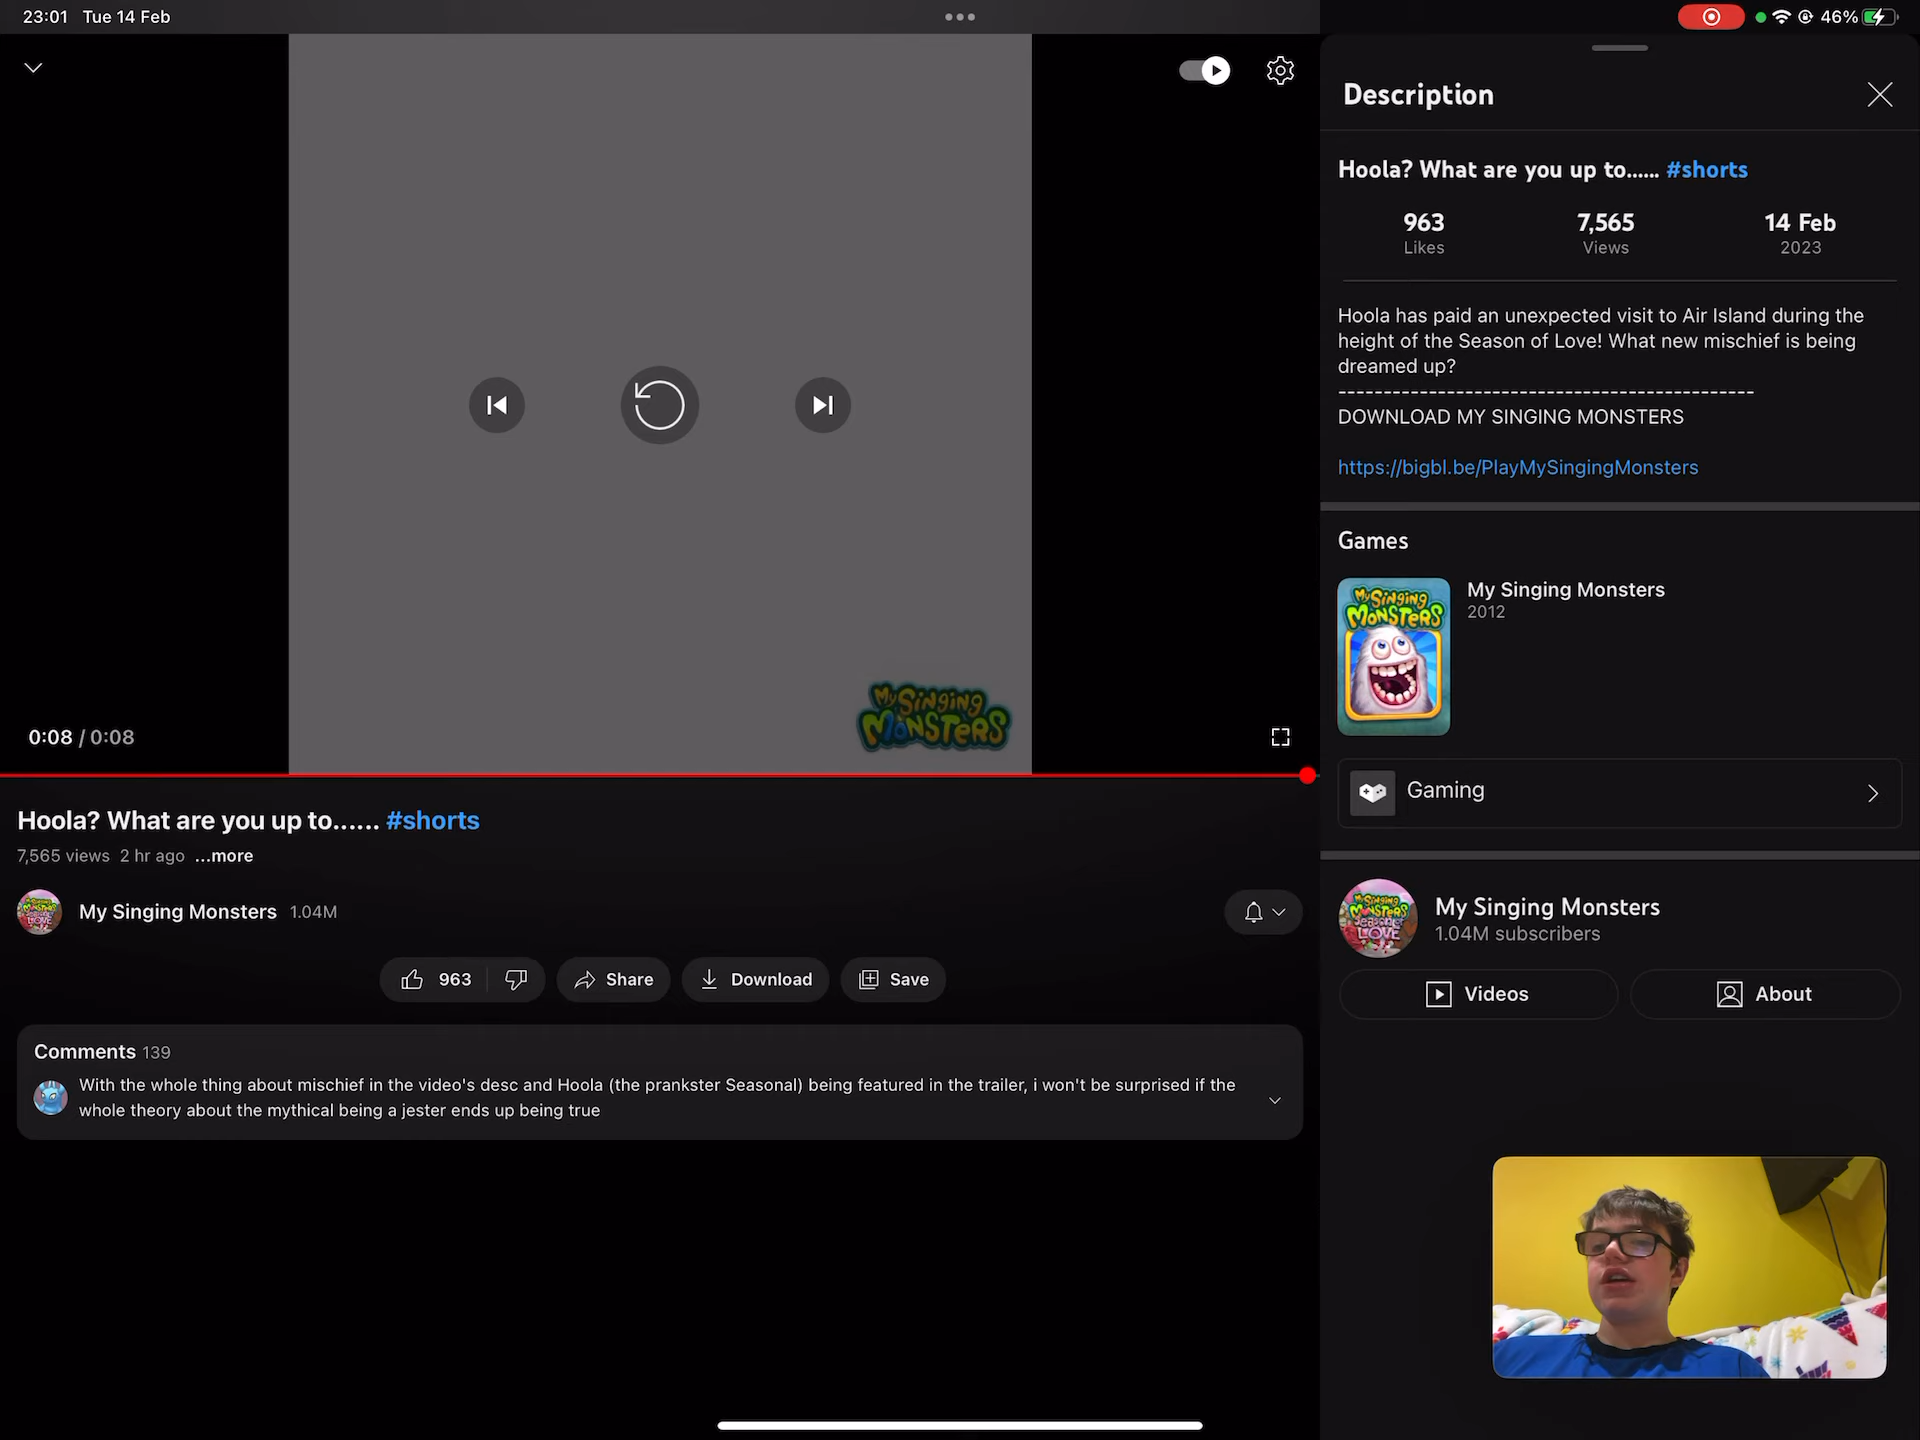 23:01 Tue 14 Feb
46%
Description
Hoola? What are you up to...... #shorts
963
Likes
7,565
Views
14 Feb
2023
Hoola has paid an unexpected visit to Air Island during the
height of the Season of Love! What new mischief is being
dreamed up?
----------------------------------------------
DOWNLOAD MY SINGING MONSTERS
https://bigbl.be/PlayMySingingMonsters
Games
My Singing
MONSTERS
My Singing Monsters
2012
Gaming
My Singing
MONSTERS
SEASON OF
LOVE
My Singing Monsters
1.04M subscribers
Videos
About
My Singing
MONSTERS
0:08 / 0:08
Hoola? What are you up to...... #shorts
7,565 views 2 hr ago ...more
My Singing Monsters 1.04M
963
Share
Download
Save
Comments 139
With the whole thing about mischief in the video's desc and Hoola (the prankster Seasonal) being featured in the trailer, i won't be surprised if the
whole theory about the mythical being a jester ends up being true